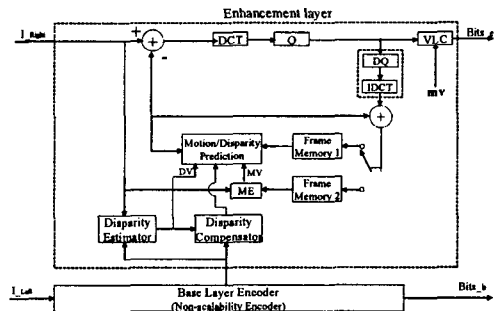 Enhancement layer
I_Right
+
+
DCT
Q
VLC
Bits_e
-
DQ
IDCT
mv
+
Motion/Disparity
Prediction
Frame
Memory 1
DV
MV
ME
Frame
Memory 2
Disparity
Estimator
Disparity
Compensator
I_Left
Base Layer Encoder
(Non-scalability Encoder)
Bits_b